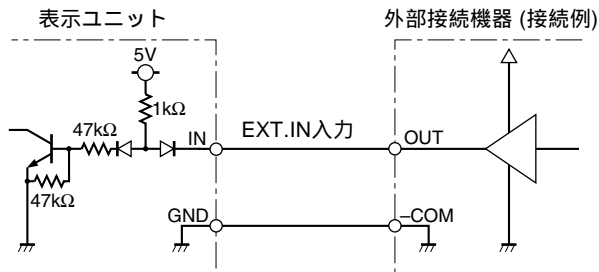 表示ユニット
外部接続機器 (接続例)
5V
1kΩ
47kΩ
IN
EXT.IN入力
OUT
47kΩ
GND
–COM